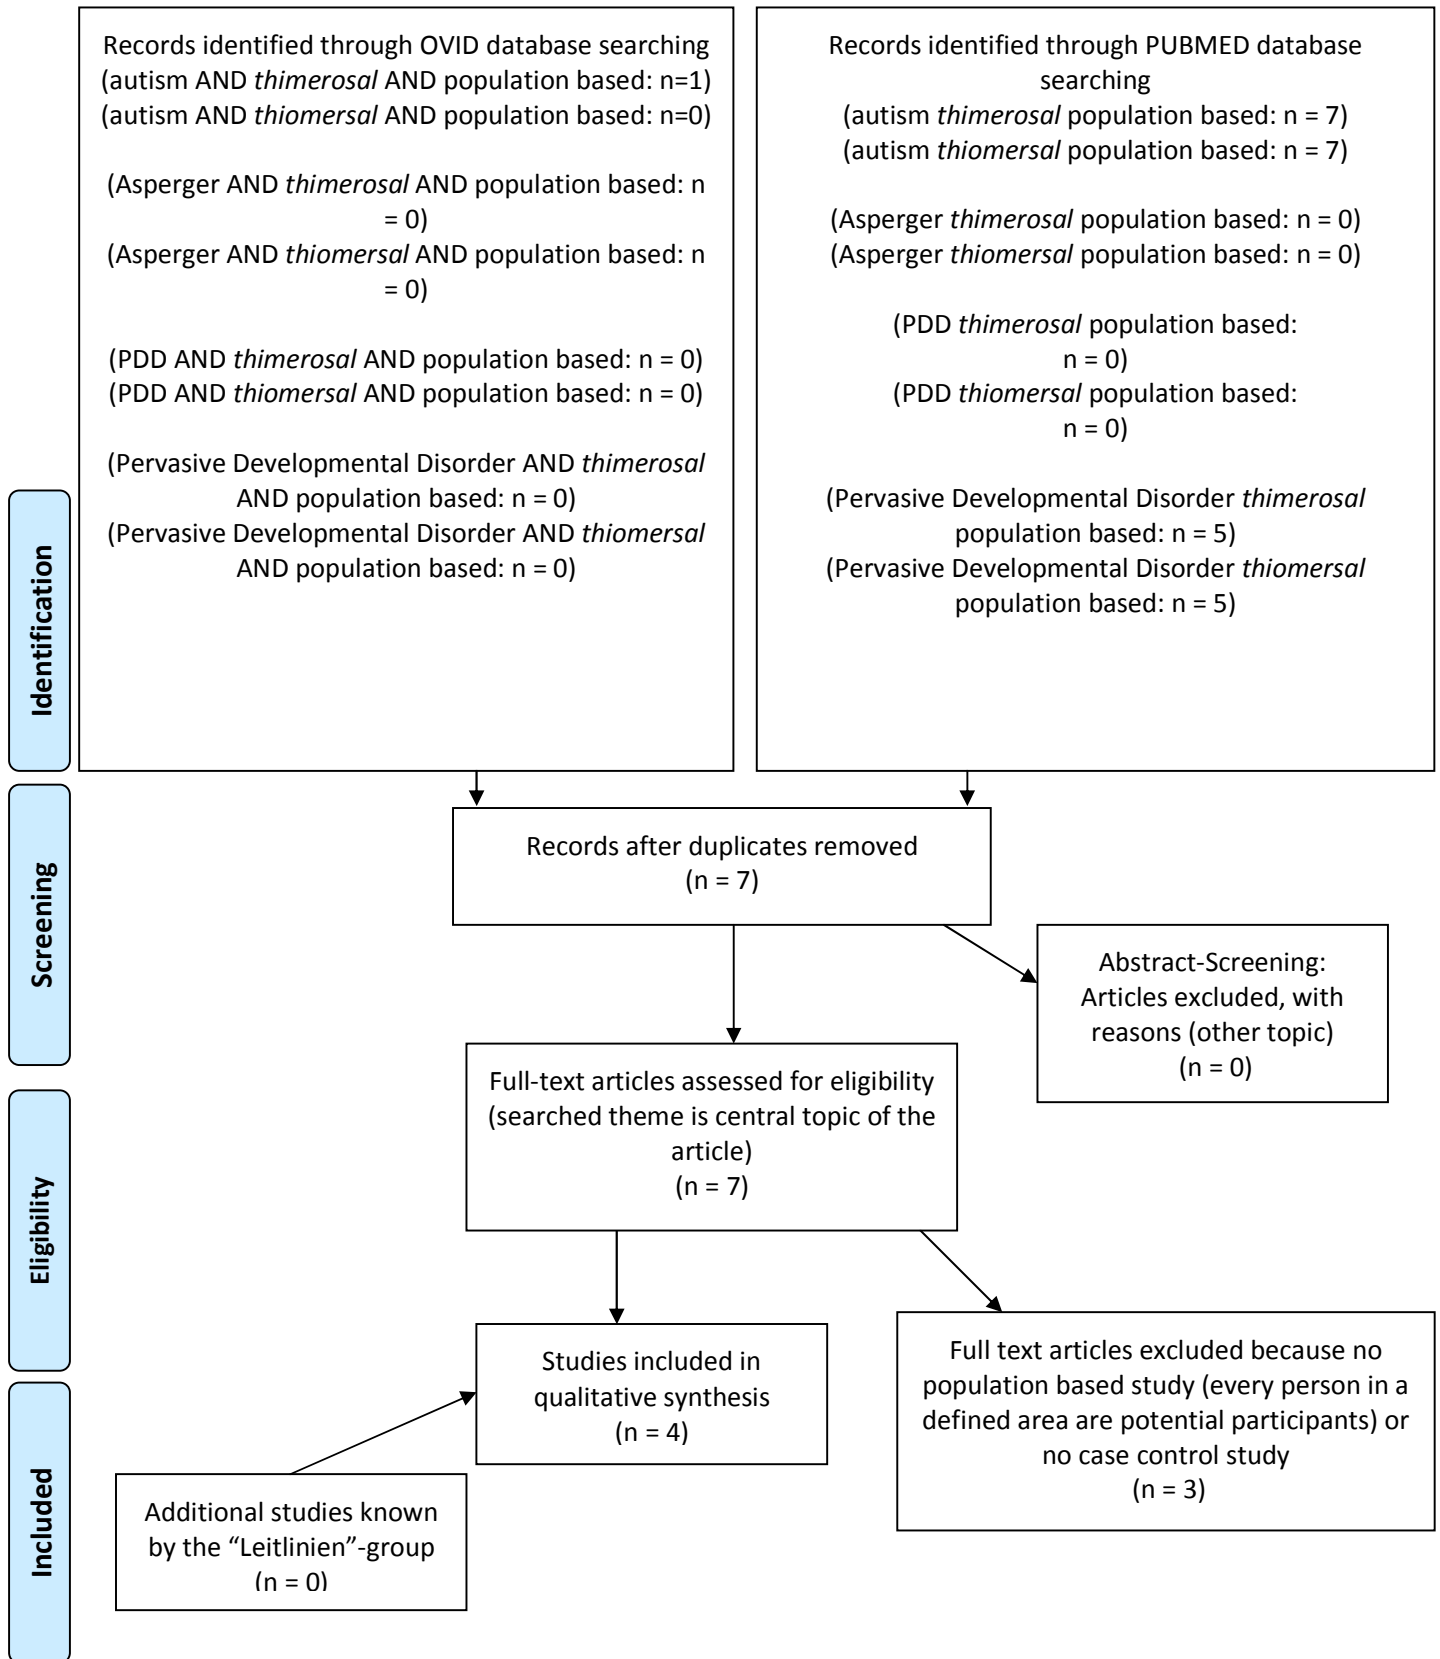 Records identified through OVID database searching
(autism AND thimerosal AND population based: n=1)
(autism AND thiomersal AND population based: n=0)
(Asperger AND thimerosal AND population based: n
= 0)
(Asperger AND thiomersal AND population based: n
= 0)
(PDD AND thimerosal AND population based: n = 0)
(PDD AND thiomersal AND population based: n = 0)
(Pervasive Developmental Disorder AND thimerosal
AND population based: n = 0)
(Pervasive Developmental Disorder AND thiomersal
AND population based: n = 0)
Records identified through PUBMED database
searching
(autism thimerosal population based: n = 7)
(autism thiomersal population based: n = 7)
(Asperger thimerosal population based: n = 0)
(Asperger thiomersal population based: n = 0)
(PDD thimerosal population based:
n = 0)
(PDD thiomersal population based:
n = 0)
(Pervasive Developmental Disorder thimerosal
population based: n = 5)
(Pervasive Developmental Disorder thiomersal
population based: n = 5)
Identification
Screening
Records after duplicates removed
(n = 7)
Abstract-Screening:
Articles excluded, with
reasons (other topic)
(n = 0)
Full-text articles assessed for eligibility
(searched theme is central topic of the
article)
(n = 7)
Eligibility
Studies included in
qualitative synthesis
(n = 4)
Full text articles excluded because no
population based study (every person in a
defined area are potential participants) or
no case control study
(n = 3)
Included
Additional studies known
by the “Leitlinien”-group
(n = 0)